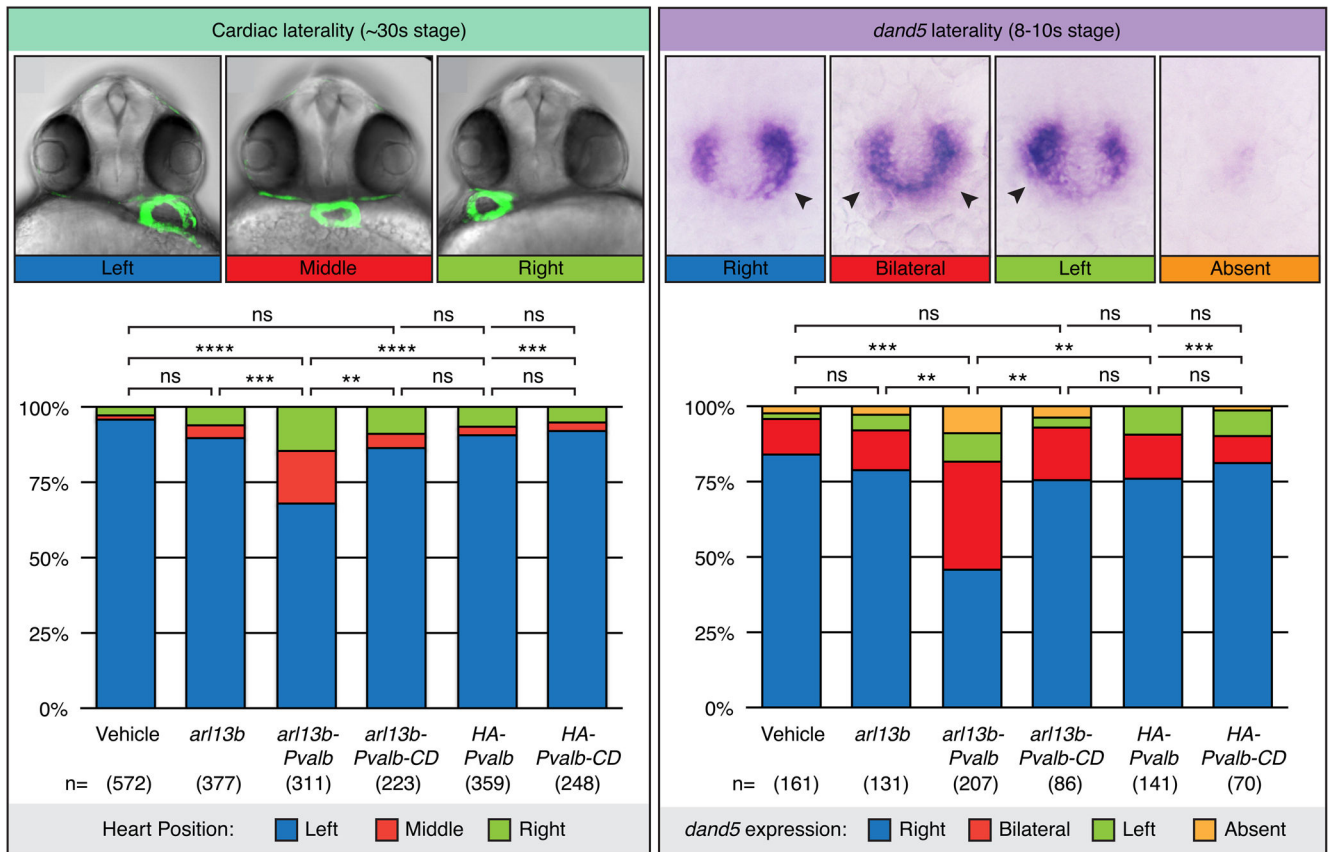 Cardiac laterality (~30s stage)
Left Middle Right
ns ns ns
**** **** ***
ns *** ** ns ns
100%
75%
50%
25%
0%
Vehicle arl13b arl13b- arl13b- HA- HA-
Pvalb Pvalb-CD Pvalb Pvalb-CD
n= (572) (377) (311) (223) (359) (248)
Heart Position: Left Middle Right
dand5 laterality (8-10s stage)
Right Bilateral Left Absent
ns ns ns
*** ** ***
ns ** ** ns ns
100%
75%
50%
25%
0%
Vehicle arl13b arl13b- arl13b- HA- HA-
Pvalb Pvalb-CD Pvalb Pvalb-CD
n= (161) (131) (207) (86) (141) (70)
dand5 expression: Right Bilateral Left Absent